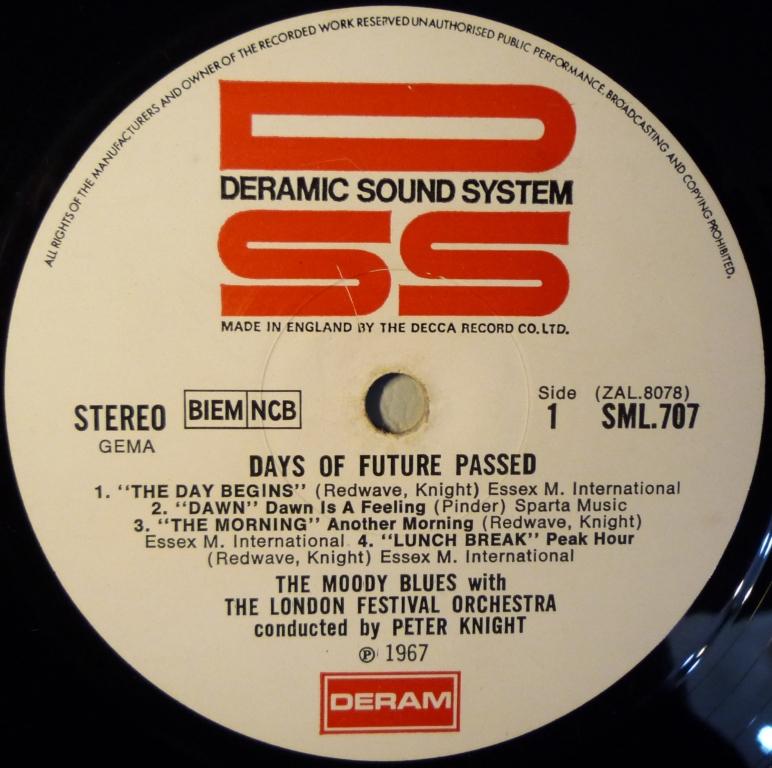 ALL RIGHTS OF THE MANUFACTURERS AND OWNER OF THE RECORDED WORK RESERVED UNAUTHORISED PUBLIC PERFORMANCE, BROADCASTING AND COPYING PROHIBITED.
D
DERAMIC SOUND SYSTEM
SS
MADE IN ENGLAND BY THE DECCA RECORD CO. LTD.
STEREO BIEM NCB
GEMA
Side (ZAL.8078)
1 SML.707
DAYS OF FUTURE PASSED
1. “THE DAY BEGINS” (Redwave, Knight) Essex M. International
2. “DAWN” Dawn Is A Feeling (Pinder) Sparta Music
3. “THE MORNING” Another Morning (Redwave, Knight)
Essex M. International 4. “LUNCH BREAK” Peak Hour
(Redwave, Knight) Essex M. International
THE MOODY BLUES with
THE LONDON FESTIVAL ORCHESTRA
conducted by PETER KNIGHT
℗ 1967
DERAM